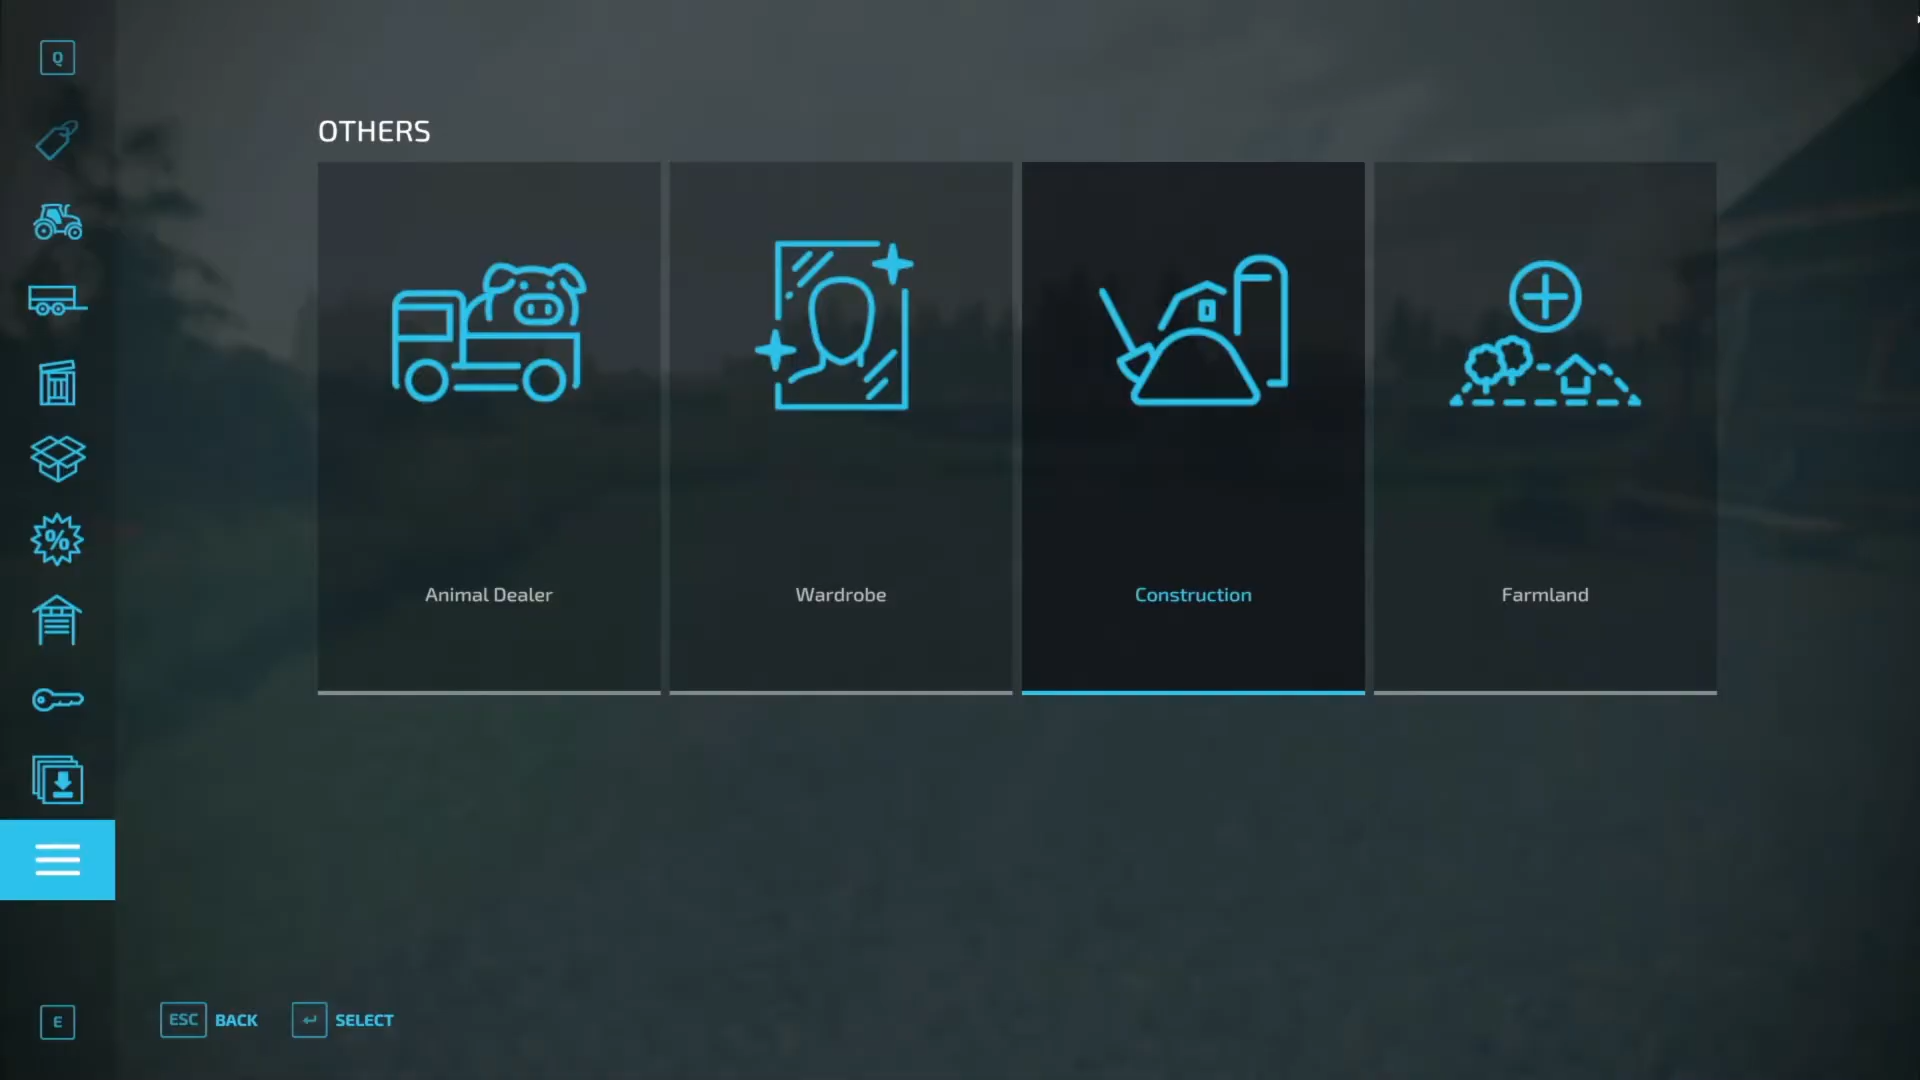 Q
OTHERS
%
Animal Dealer
Wardrobe
Construction
Farmland
E
ESC BACK
SELECT